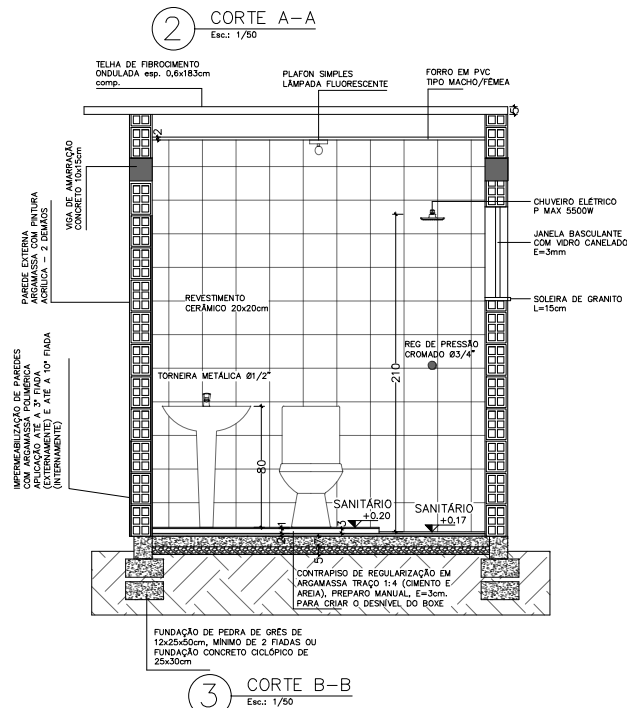 2
CORTE A-A
Esc.: 1/50
TELHA DE FIBROCIMENTO
ONDULADA esp. 0,6x183cm
comp.
PLAFON SIMPLES
LÂMPADA FLUORESCENTE
FORRO EM PVC
TIPO MACHO/FÊMEA
5
2
VIGA DE AMARRAÇÃO
CONCRETO 10x15cm
CHUVEIRO ELÉTRICO
P MAX 5500W
JANELA BASCULANTE
COM VIDRO CANELADO
E=3mm
PAREDE EXTERNA
ARGAMASSA COM PINTURA
ACRÍLICA - 2 DEMÃOS
REVESTIMENTO
CERÂMICO 20x20cm
SOLEIRA DE GRANITO
L=15cm
REG DE PRESSÃO
CROMADO Ø3/4"
210
TORNEIRA METÁLICA Ø1/2"
IMPERMEABILIZAÇÃO DE PAREDES
COM ARGAMASSA POLIMÉRICA
APLICAÇÃO ATÉ A 3ª FIADA
(EXTERNAMENTE) E ATÉ A 10ª FIADA
(INTERNAMENTE)
80
SANITÁRIO
+0.20
SANITÁRIO
+0.17
1
3
5
CONTRAPISO DE REGULARIZAÇÃO EM
ARGAMASSA TRAÇO 1:4 (CIMENTO E
AREIA), PREPARO MANUAL, E=3cm.
PARA CRIAR O DESNÍVEL DO BOXE
FUNDAÇÃO DE PEDRA DE GRÊS DE
12x25x50cm, MÍNIMO DE 2 FIADAS OU
FUNDAÇÃO CONCRETO CICLÓPICO DE
25x30cm
3
CORTE B-B
Esc.: 1/50